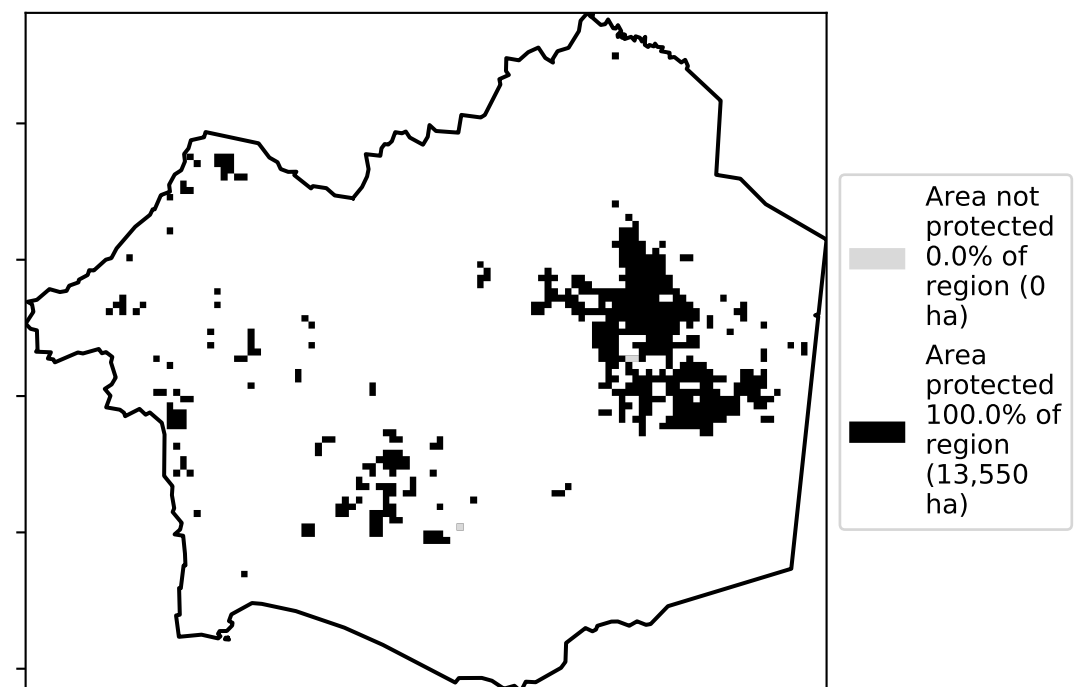 Area not
protected
0.0% of
region (0
ha)
Area
protected
100.0% of
region
(13,550
ha)